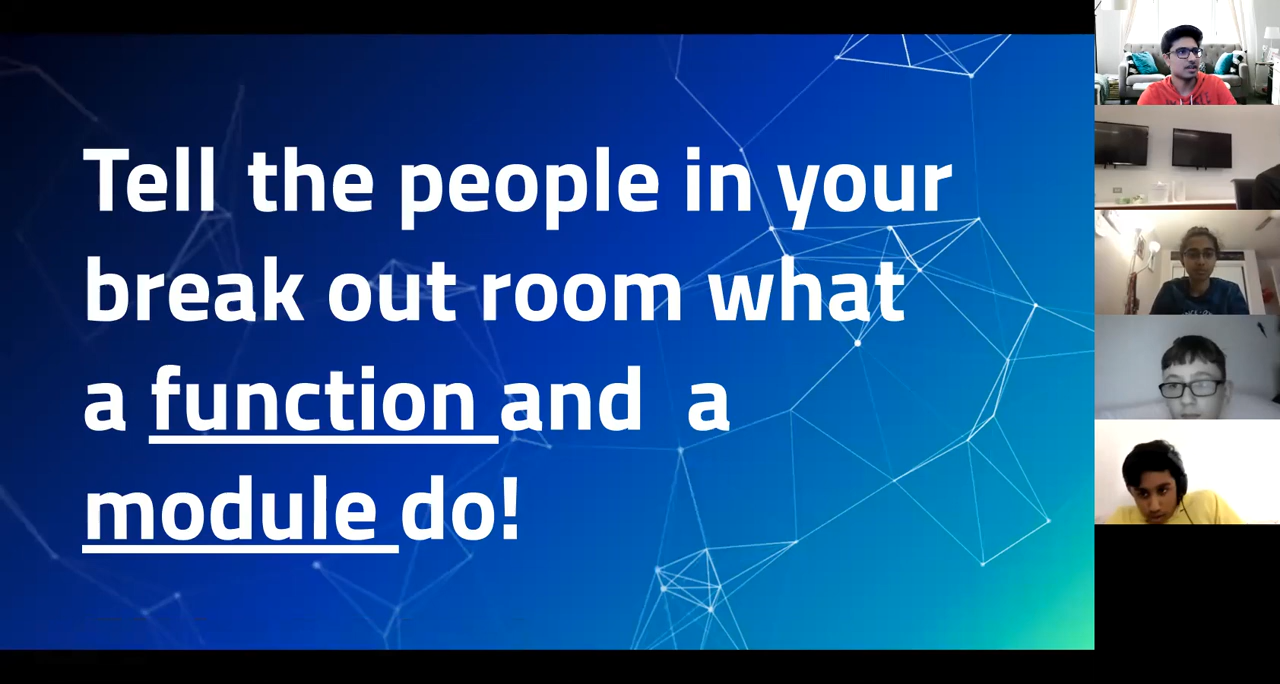 Tell the people in your
break out room what
a function and a
module do!